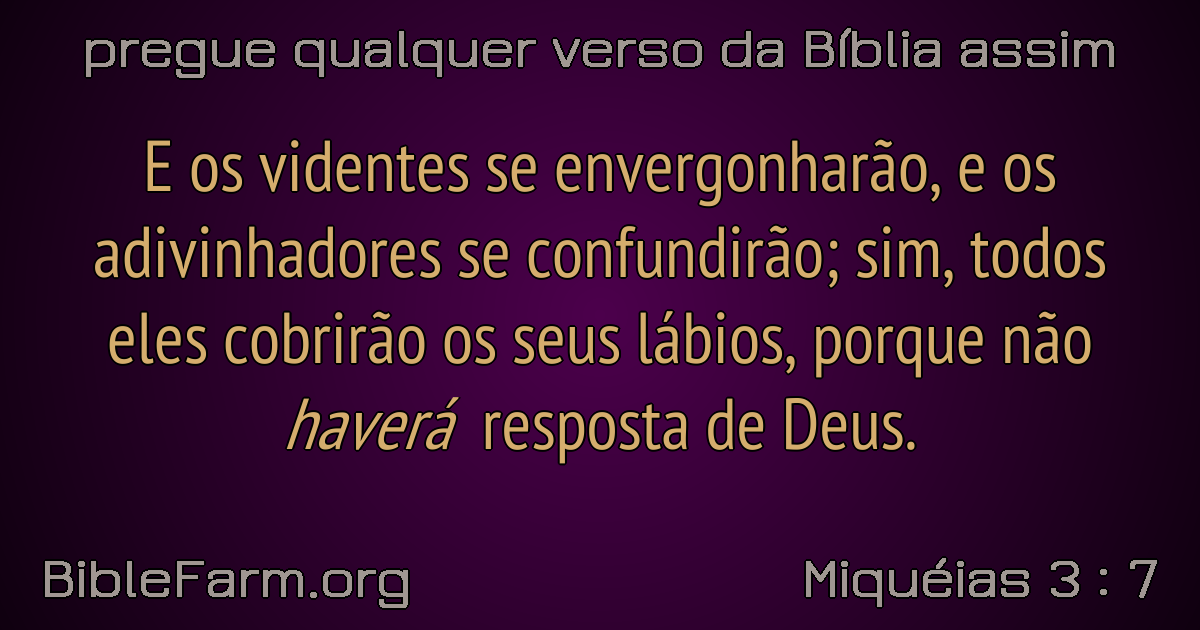 pregue qualquer verso da Bíblia assim
E os videntes se envergonharão, e os
adivinhadores se confundirão; sim, todos
eles cobrirão os seus lábios, porque não
haverá resposta de Deus.
BibleFarm.org
Miquéias 3 : 7